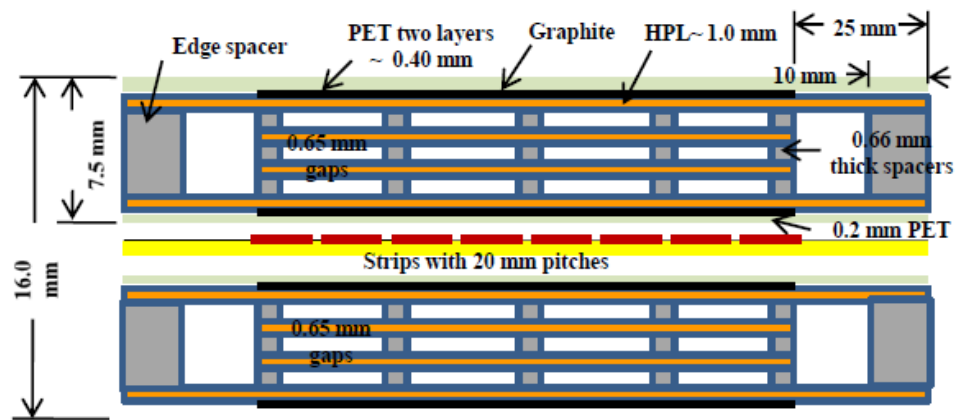 Edge spacer
PET two layers
~ 0.40 mm
Graphite
HPL~ 1.0 mm
25 mm
10 mm
7.5 mm
0.65 mm
gaps
0.66 mm
thick spacers
0.2 mm PET
Strips with 20 mm pitches
16.0
mm
0.65 mm
gaps